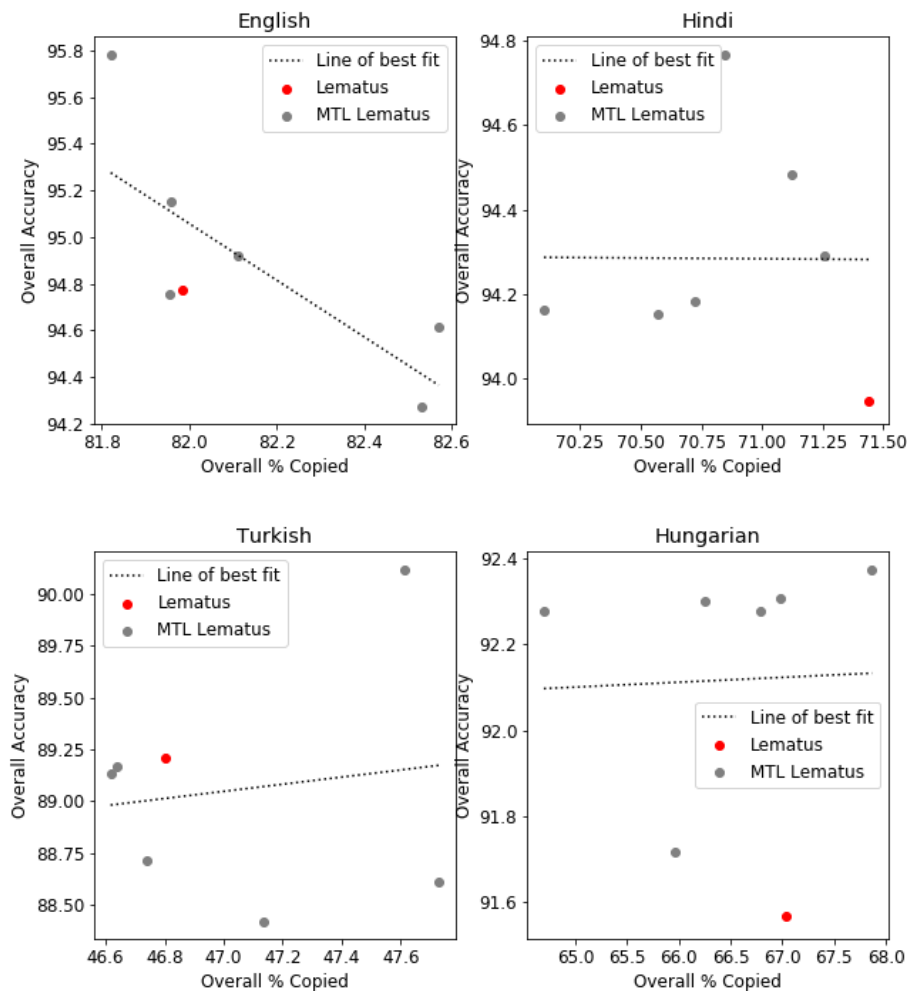 English
95.8
95.6
95.4
95.2
95.0
94.8
94.6
94.4
94.2
Overall Accuracy
Line of best fit
Lematus
MTL Lematus
81.8
82.0
82.2
82.4
82.6
Overall % Copied
Hindi
94.8
94.6
94.4
94.2
94.0
Overall Accuracy
Line of best fit
Lematus
MTL Lematus
70.25
70.50
70.75
71.00
71.25
71.50
Overall % Copied
Turkish
90.00
89.75
89.50
89.25
89.00
88.75
88.50
Overall Accuracy
Line of best fit
Lematus
MTL Lematus
46.6
46.8
47.0
47.2
47.4
47.6
Overall % Copied
Hungarian
92.4
92.2
92.0
91.8
91.6
Overall Accuracy
Line of best fit
Lematus
MTL Lematus
65.0
65.5
66.0
66.5
67.0
67.5
68.0
Overall % Copied